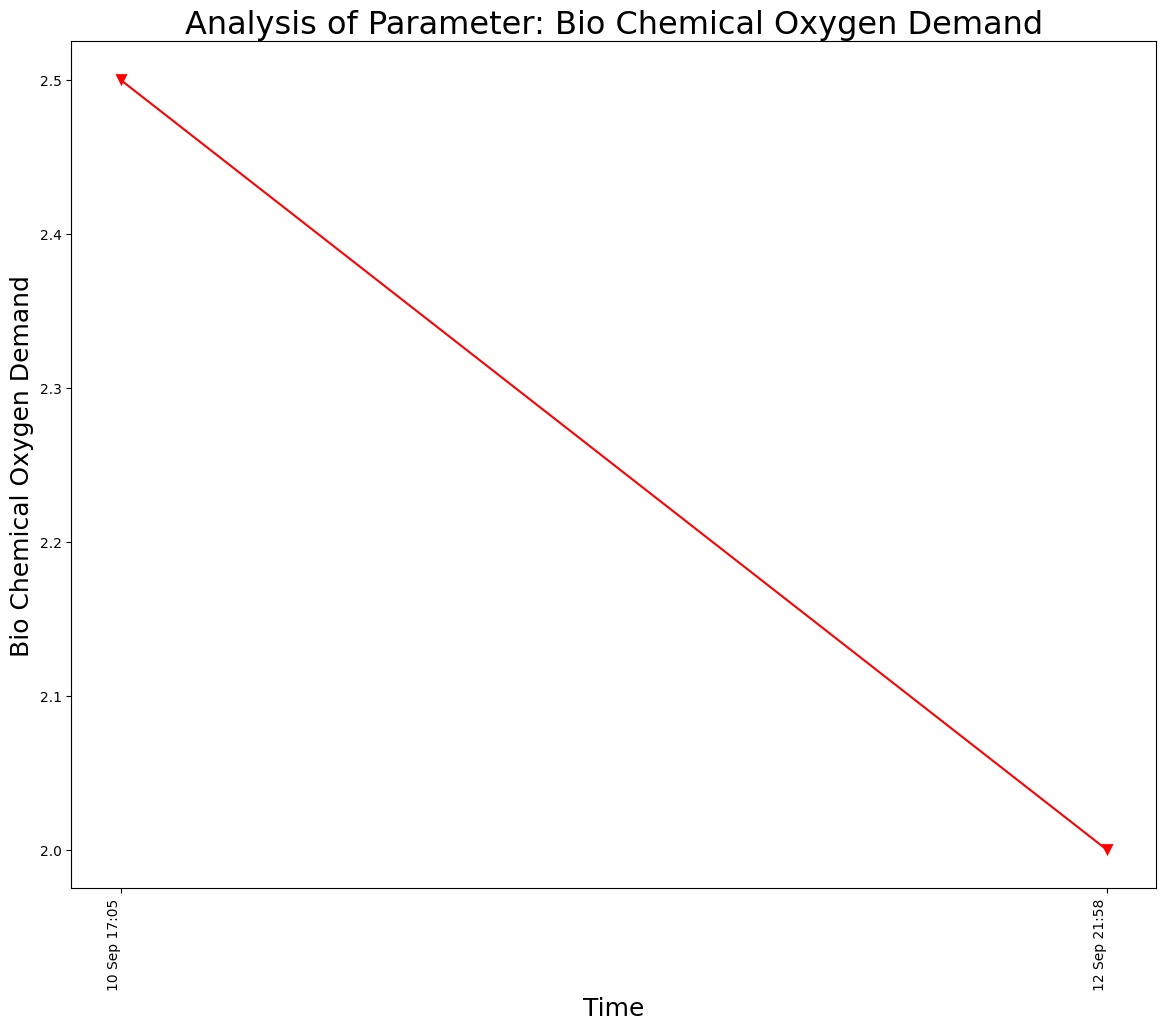 Analysis of Parameter: Bio Chemical Oxygen Demand
Bio Chemical Oxygen Demand
2.5
2.4
2.3
2.2
2.1
2.0
10 Sep 17:05
12 Sep 21:58
Time